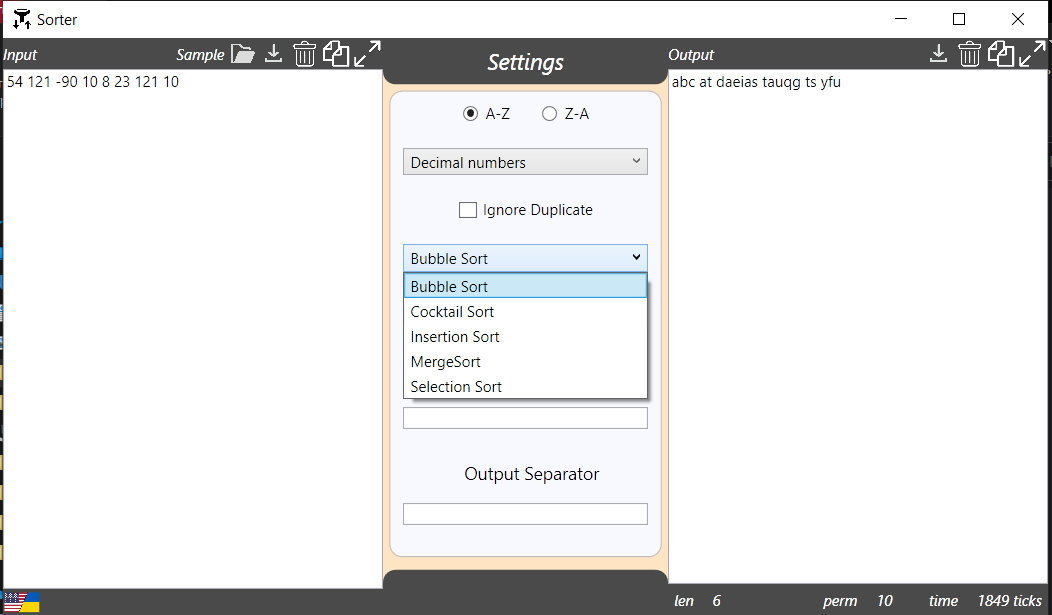 Sorter
Input Sample
54 121 -90 10 8 23 121 10
Settings
A-Z Z-A
Decimal numbers
Ignore Duplicate
Bubble Sort
Bubble Sort
Cocktail Sort
Insertion Sort
MergeSort
Selection Sort
Output Separator
Output
abc at daeias tauqg ts yfu
len 6 perm 10 time 1849 ticks